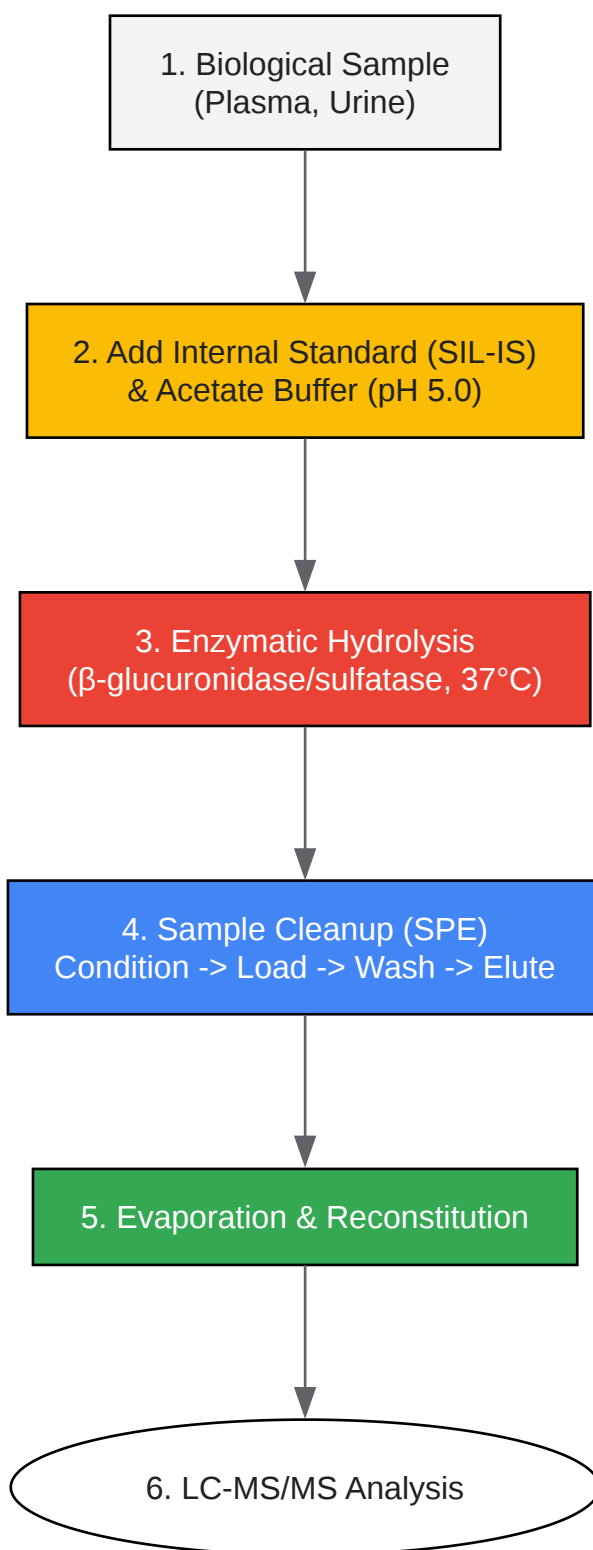 1. Biological Sample
(Plasma, Urine)
2. Add Internal Standard (SIL-IS)
& Acetate Buffer (pH 5.0)
3. Enzymatic Hydrolysis
(β-glucuronidase/sulfatase, 37°C)
4. Sample Cleanup (SPE)
Condition -> Load -> Wash -> Elute
5. Evaporation & Reconstitution
6. LC-MS/MS Analysis